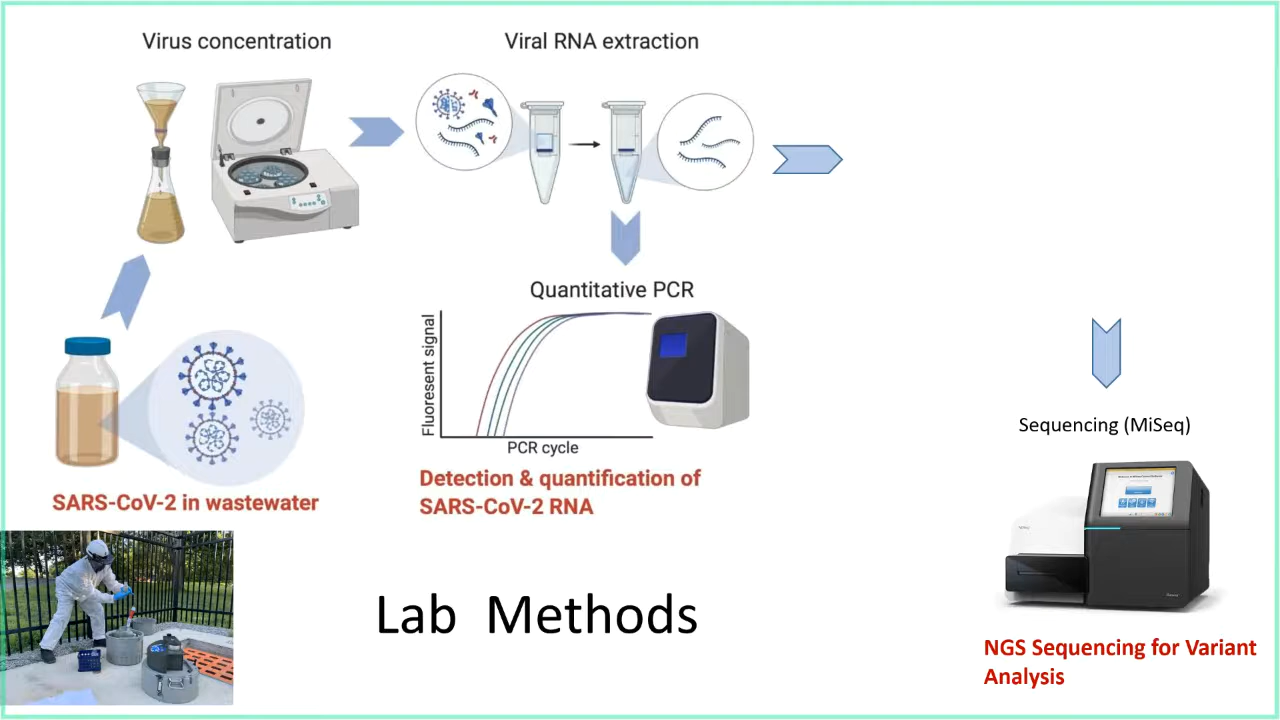 Virus concentration
Viral RNA extraction
Quantitative PCR
Fluoresent signal
PCR cycle
Detection & quantification of
SARS-CoV-2 RNA
SARS-CoV-2 in wastewater
Sequencing (MiSeq)
Lab Methods
NGS Sequencing for Variant
Analysis